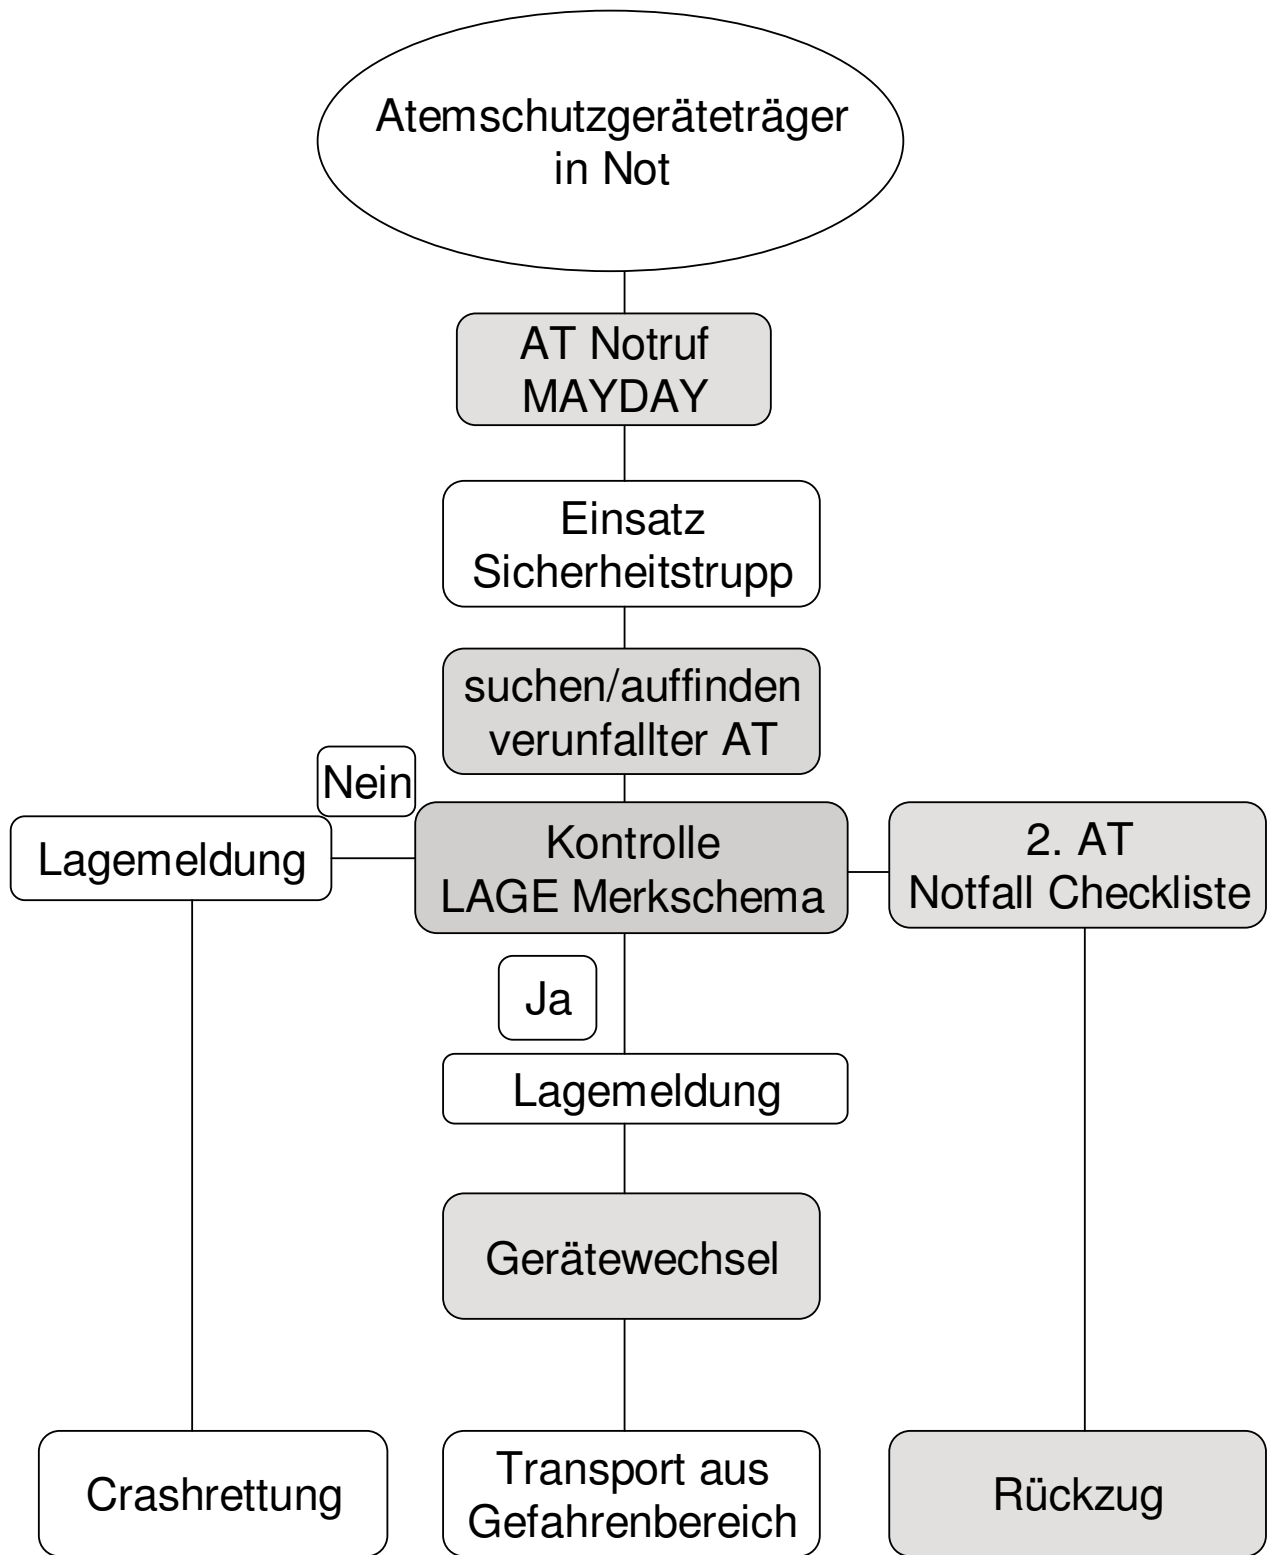 Atemschutzgeräteträger
in Not
AT Notruf
MAYDAY
Einsatz
Sicherheitstrupp
suchen/auffinden
verunfallter AT
Nein
Lagemeldung
Kontrolle
LAGE Merkschema
2. AT
Notfall Checkliste
Ja
Lagemeldung
Gerätewechsel
Crashrettung
Transport aus
Gefahrenbereich
Rückzug